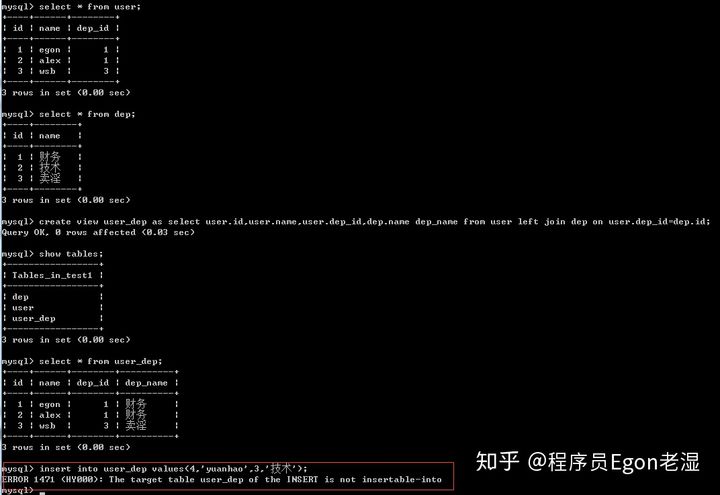 mysql> select * from user;
+----+------+--------+
| id | name | dep_id |
+----+------+--------+
|  1 | egon |      1 |
|  2 | alex |      1 |
|  3 | wsb  |      3 |
+----+------+--------+
3 rows in set (0.00 sec)
mysql> select * from dep;
+----+--------+
| id | name   |
+----+--------+
|  1 | 财务   |
|  2 | 技术   |
|  3 | 卖淫   |
+----+--------+
3 rows in set (0.00 sec)
mysql> create view user_dep as select user.id,user.name,user.dep_id,dep.name dep_name from user left join dep on user.dep_id=dep.id;
Query OK, 0 rows affected (0.03 sec)
mysql> show tables;
+-----------------+
| Tables_in_test1 |
+-----------------+
| dep             |
| user            |
| user_dep        |
+-----------------+
3 rows in set (0.00 sec)
mysql> select * from user_dep;
+----+------+--------+----------+
| id | name | dep_id | dep_name |
+----+------+--------+----------+
|  1 | egon |      1 | 财务     |
|  2 | alex |      1 | 财务     |
|  3 | wsb  |      3 | 卖淫     |
+----+------+--------+----------+
3 rows in set (0.00 sec)
mysql> insert into user_dep values(4,'yuanhao',3,'技术');
ERROR 1471 (HY000): The target table user_dep of the INSERT is not insertable-into
mysql>
知乎 @程序员Egon老湿